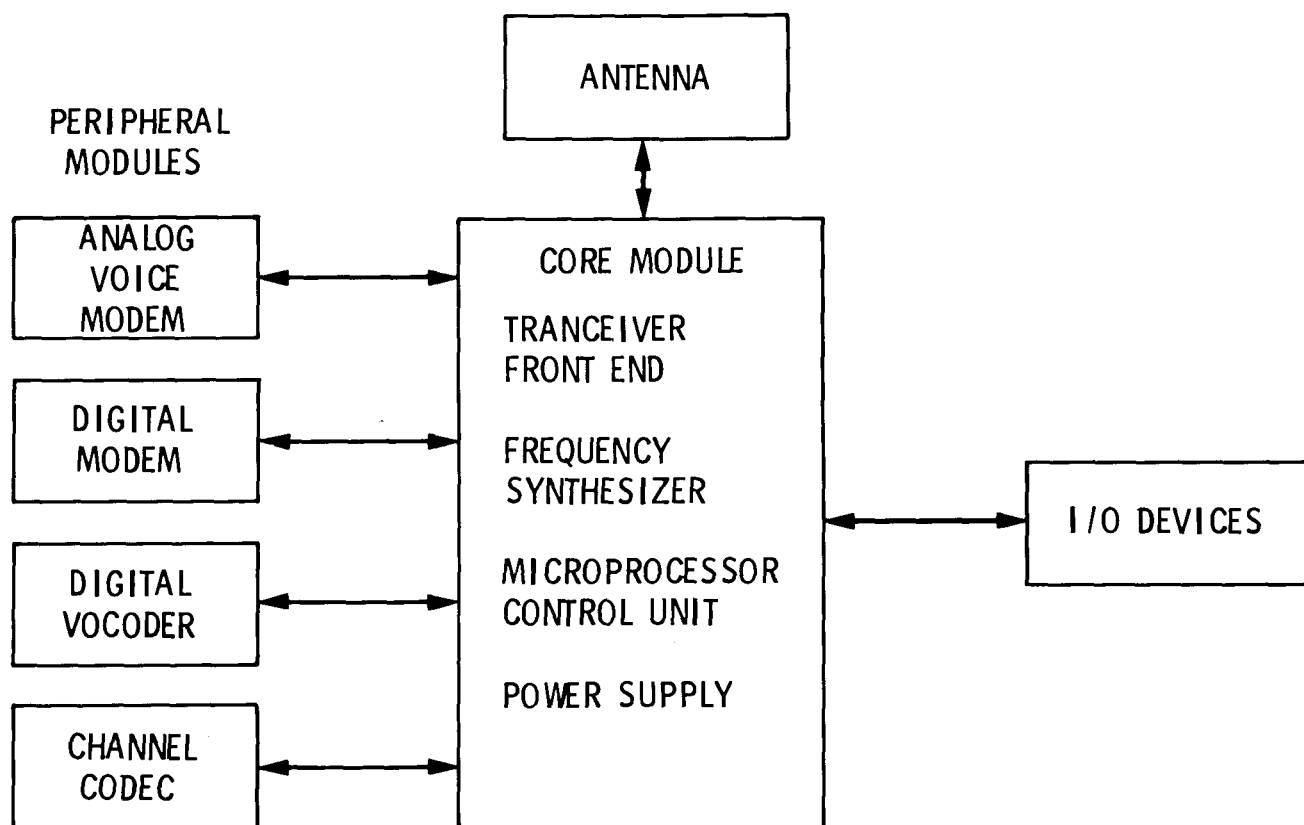 ANTENNA
PERIPHERAL
MODULES
ANALOG
VOICE
MODEM
DIGITAL
MODEM
DIGITAL
VOCODER
CHANNEL
CODEC
CORE MODULE
TRANCEIVER
FRONT END
FREQUENCY
SYNTHESIZER
MICROPROCESSOR
CONTROL UNIT
POWER SUPPLY
I/O DEVICES